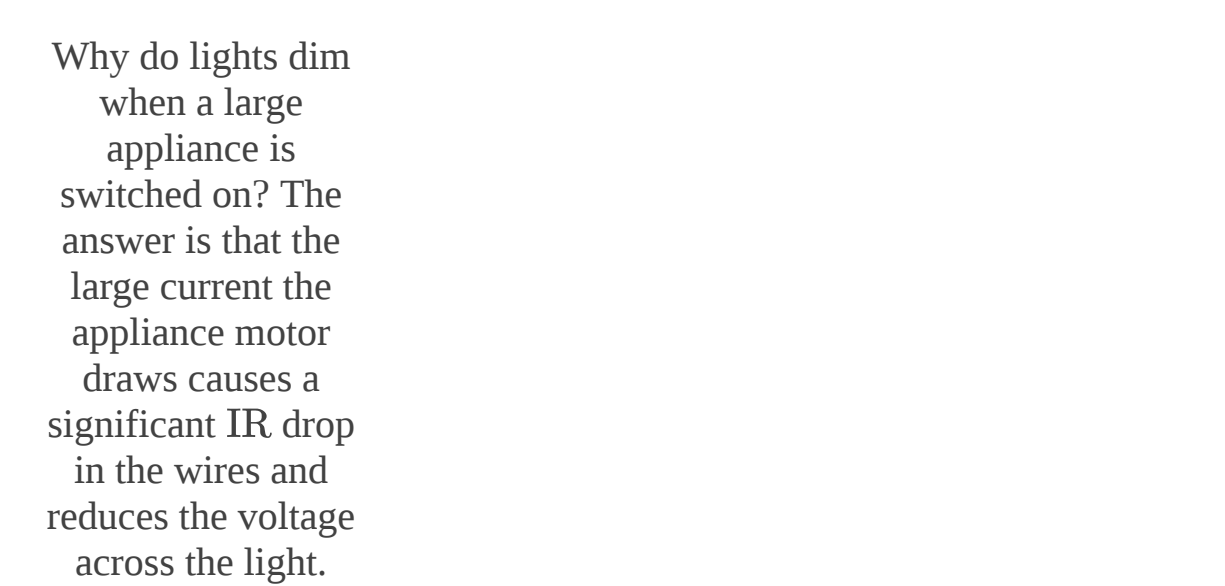 Why do lights dim
when a large
appliance is
switched on? The
answer is that the
large current the
appliance motor
draws causes a
significant IR drop
in the wires and
reduces the voltage
across the light.